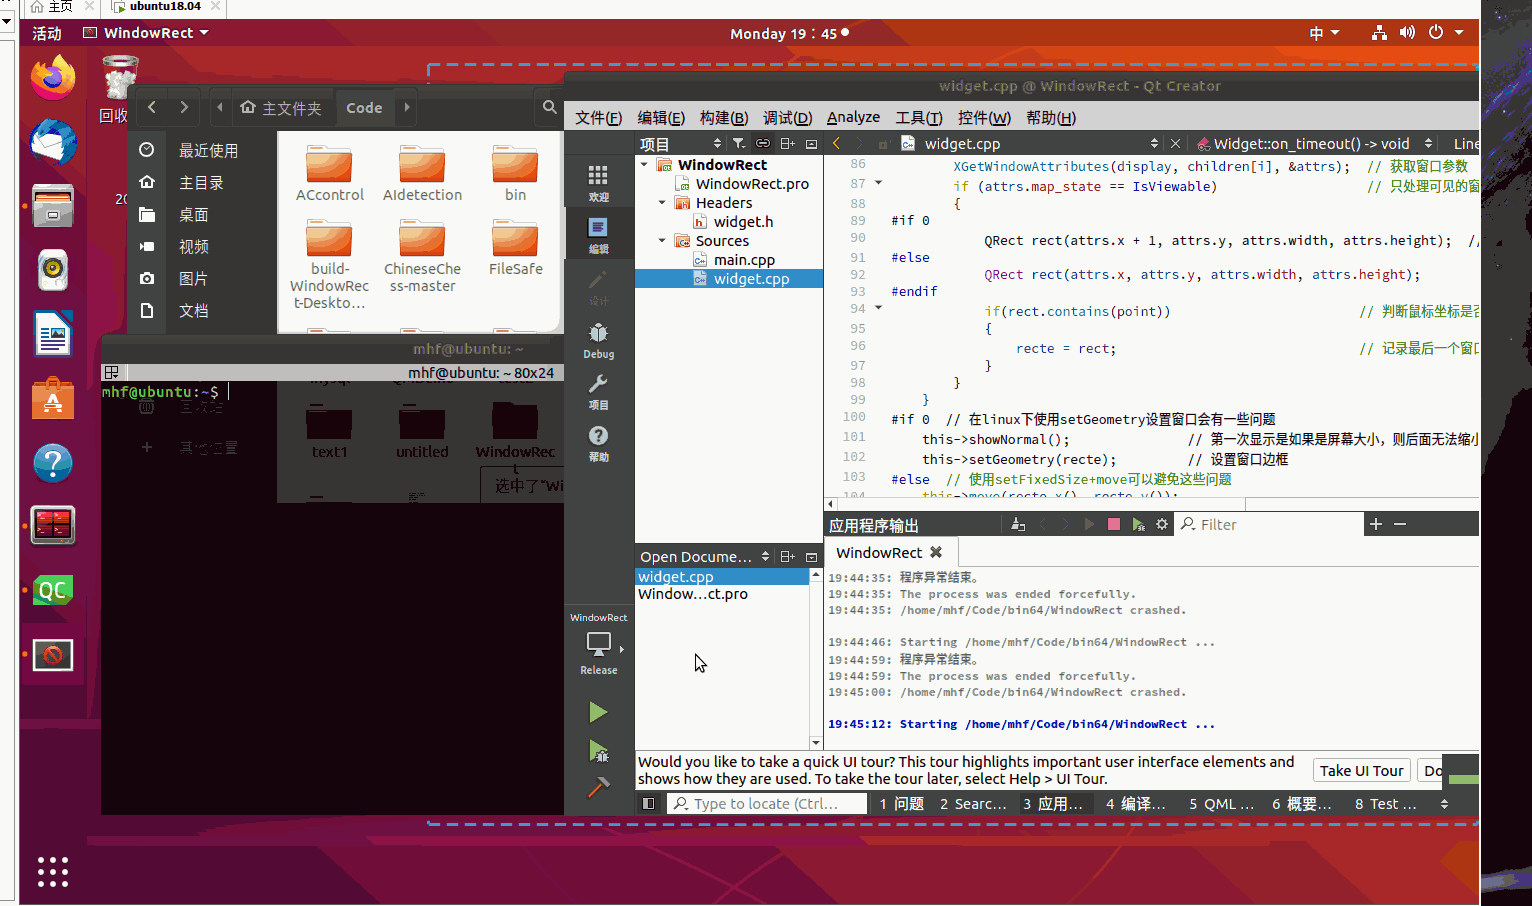 主页
ubuntu18.04
活动
WindowRect
Monday 19：45
中
回收
20
主文件夹
Code
最近使用
主目录
桌面
视频
图片
文档
ACcontrol
AIdetection
bin
build-WindowRect-Deskto…
ChineseChess-master
FileSafe
mhf@ubuntu: ~
mhf@ubuntu: ~ 80x24
mhf@ubuntu:~$
其他位置
text1
untitled
WindowRect
选中了"Wi
widget.cpp @ WindowRect - Qt Creator
文件(F)
编辑(E)
构建(B)
调试(D)
Analyze
工具(T)
控件(W)
帮助(H)
欢迎
编辑
设计
Debug
项目
帮助
WindowRect
Release
项目
WindowRect
WindowRect.pro
Headers
widget.h
Sources
main.cpp
widget.cpp
Open Docume…
widget.cpp
Window…ct.pro
widget.cpp
Widget::on_timeout() -> void
Line
86 XGetWindowAttributes(display, children[i], &attrs); // 获取窗口参数
87 if (attrs.map_state == IsViewable) // 只处理可见的窗
88 {
89 #if 0
90 QRect rect(attrs.x + 1, attrs.y, attrs.width, attrs.height); //
91 #else
92 QRect rect(attrs.x, attrs.y, attrs.width, attrs.height);
93 #endif
94 if(rect.contains(point)) // 判断鼠标坐标是否
95 {
96 recte = rect; // 记录最后一个窗口
97 }
98 }
99 }
100 #if 0 // 在linux下使用setGeometry设置窗口会有一些问题
101 this->showNormal(); // 第一次显示是如果是屏幕大小，则后面无法缩小
102 this->setGeometry(recte); // 设置窗口边框
103 #else // 使用setFixedSize+move可以避免这些问题
104 this->move(recte.x(), recte.y());
应用程序输出
Filter
WindowRect
19:44:35: 程序异常结束。
19:44:35: The process was ended forcefully.
19:44:35: /home/mhf/Code/bin64/WindowRect crashed.
19:44:46: Starting /home/mhf/Code/bin64/WindowRect ...
19:44:59: 程序异常结束。
19:44:59: The process was ended forcefully.
19:45:00: /home/mhf/Code/bin64/WindowRect crashed.
19:45:12: Starting /home/mhf/Code/bin64/WindowRect ...
Would you like to take a quick UI tour? This tour highlights important user interface elements and
shows how they are used. To take the tour later, select Help > UI Tour.
Take UI Tour
Do
Type to locate (Ctrl…
1 问题
2 Searc…
3 应用…
4 编译…
5 QML …
6 概要…
8 Test …